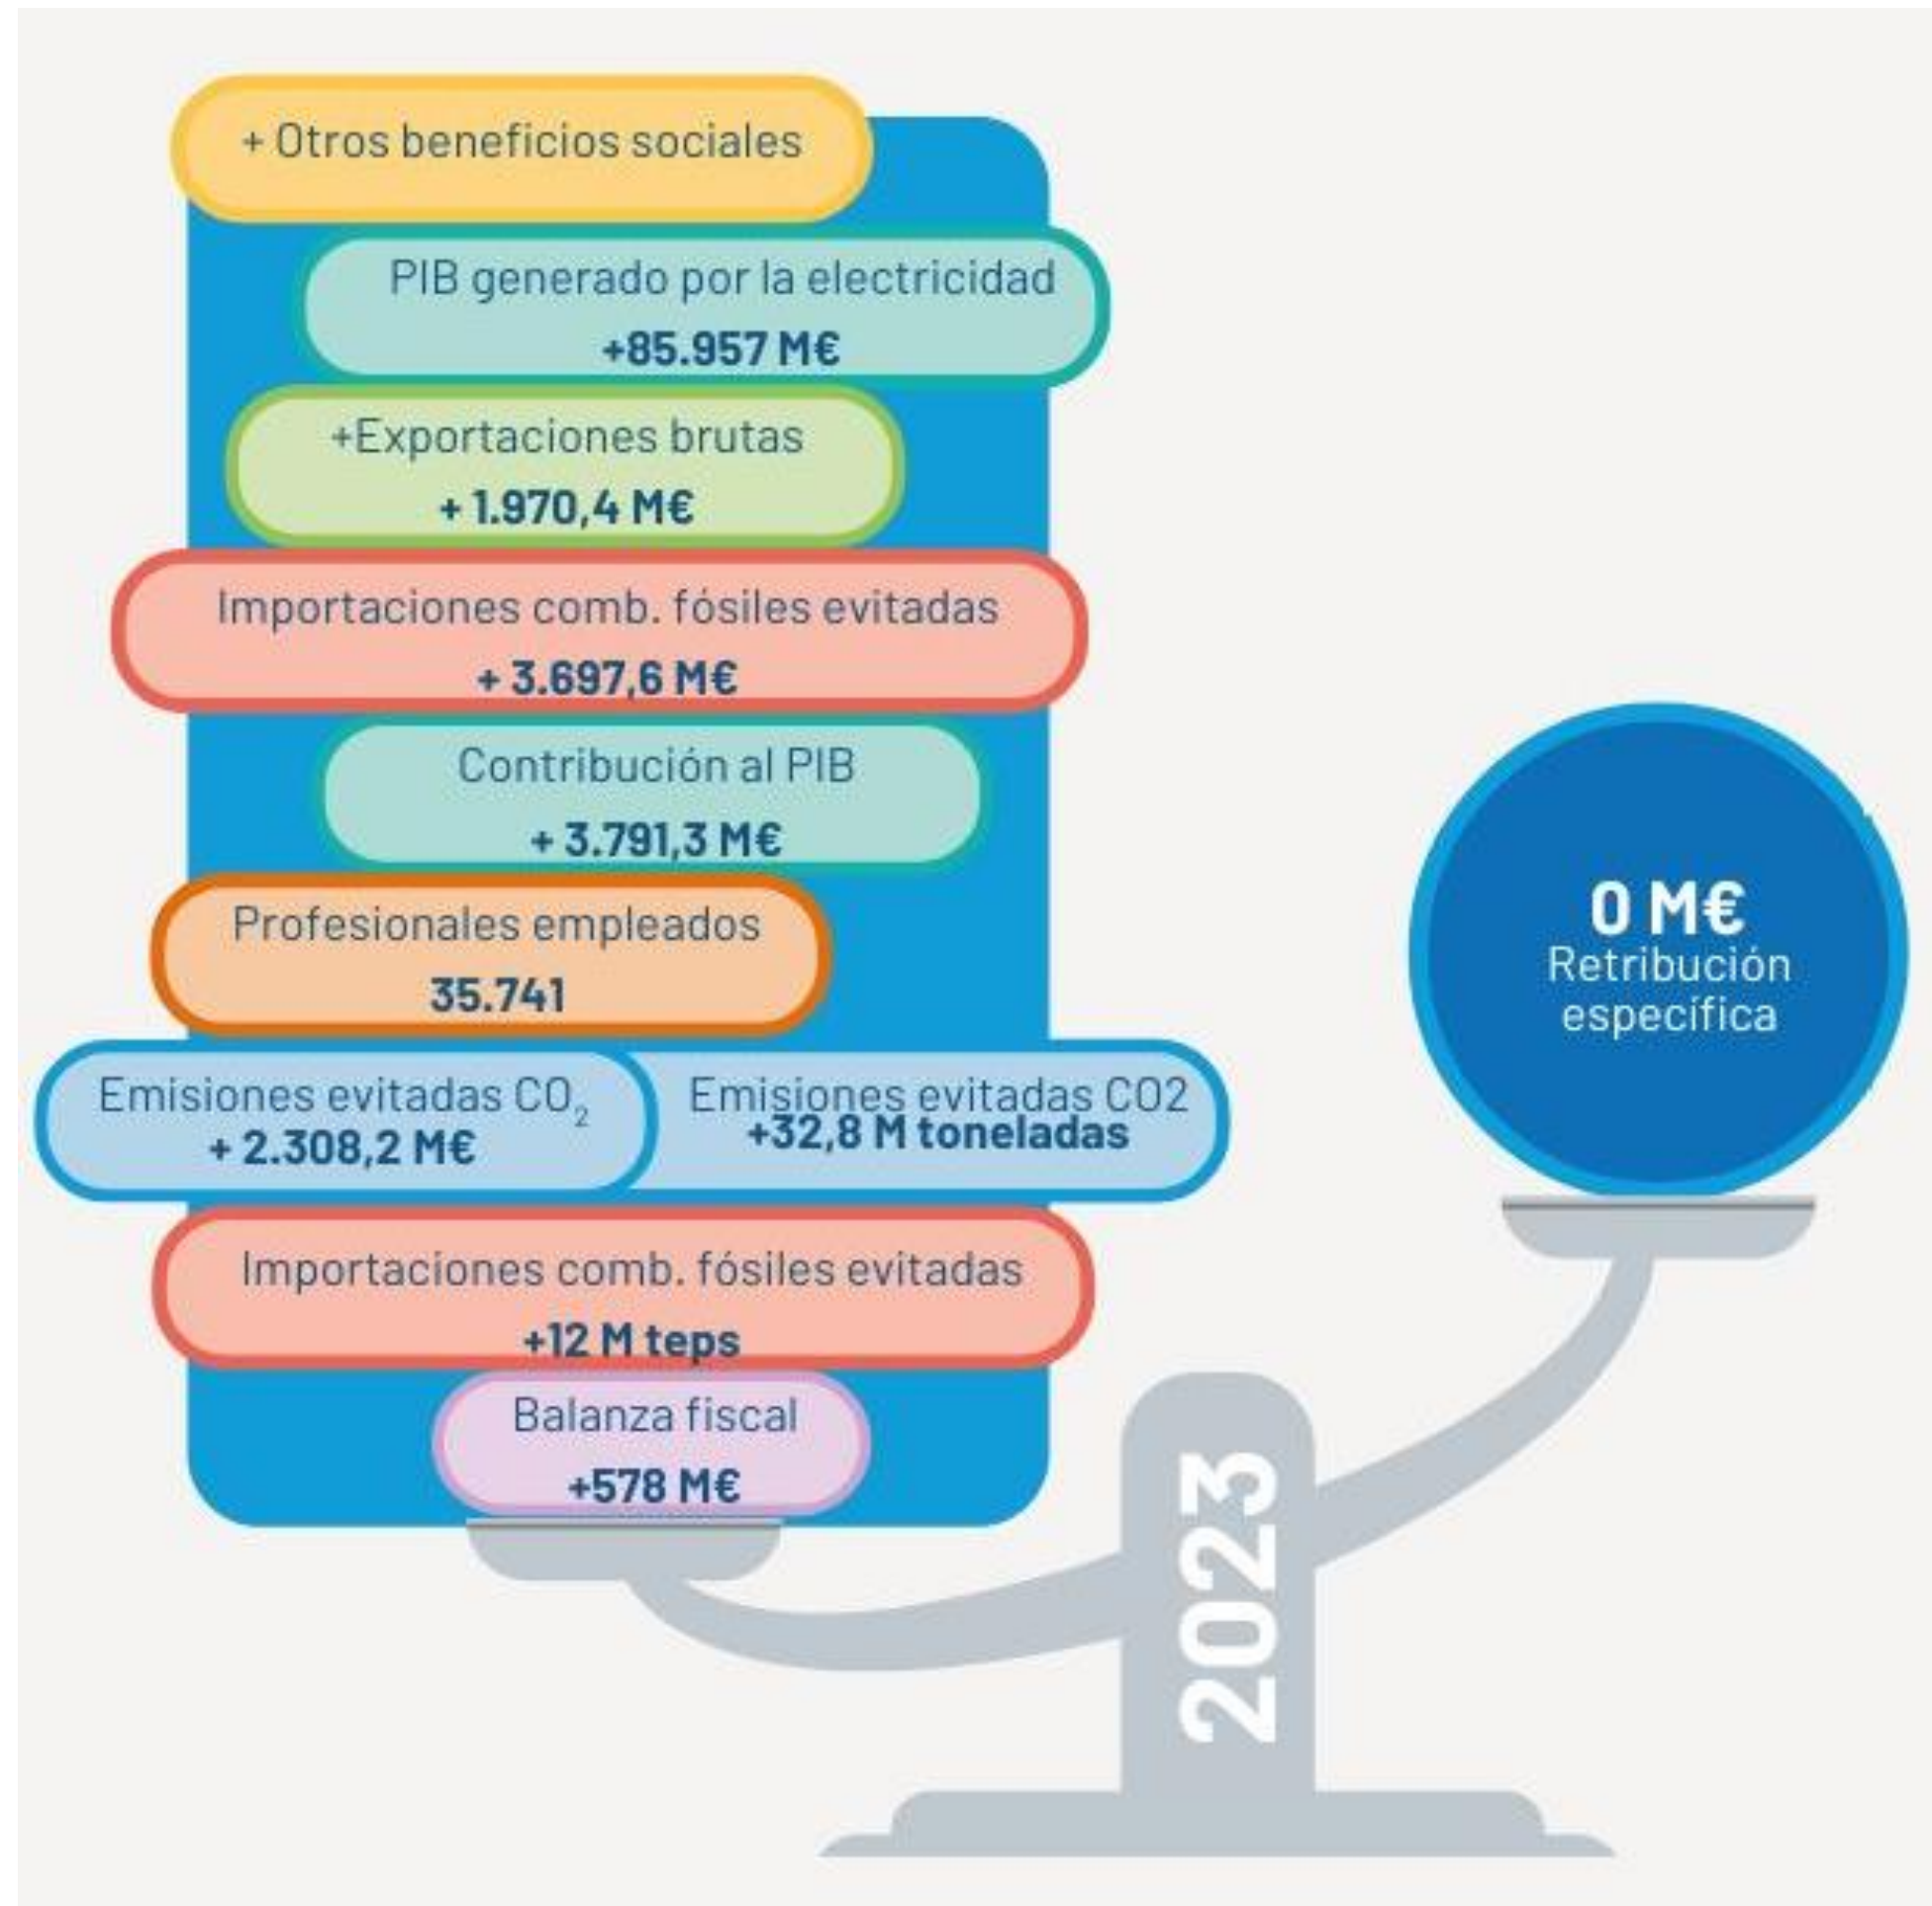 + Otros beneficios sociales
PIB generado por la electricidad
+85.957 M€
+Exportaciones brutas
+ 1.970,4 M€
Importaciones comb. fósiles evitadas
+ 3.697,6 M€
Contribución al PIB
+ 3.791,3 M€
Profesionales empleados
35.741
Emisiones evitadas CO₂
+ 2.308,2 M€
Emisiones evitadas CO2
+32,8 M toneladas
Importaciones comb. fósiles evitadas
+12 M teps
Balanza fiscal
+578 M€
0 M€
Retribución
específica
2023